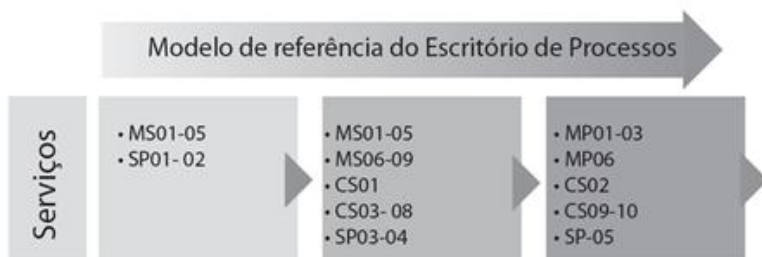 Modelo de referência do Escritório de Processos
Serviços
• MS01-05
• SP01- 02
• MS01-05
• MS06-09
• CS01
• CS03- 08
• SP03-04
• MP01-03
• MP06
• CS02
• CS09-10
• SP-05